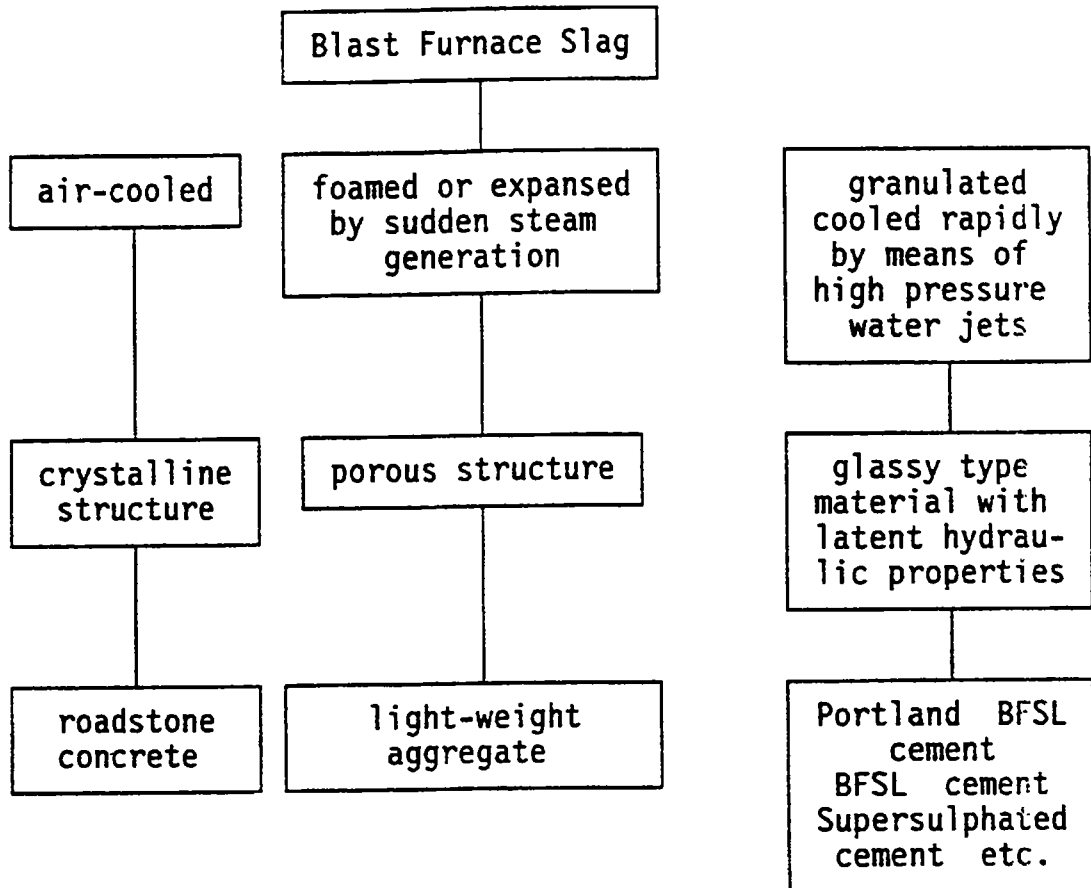 Blast Furnace Slag
air-cooled
foamed or expansed
by sudden steam
generation
granulated
cooled rapidly
by means of
high pressure
water jets
crystalline
structure
porous structure
glassy type
material with
latent hydrau-
lic properties
roadstone
concrete
light-weight
aggregate
Portland BFSL
cement
BFSL cement
Supersulphated
cement etc.